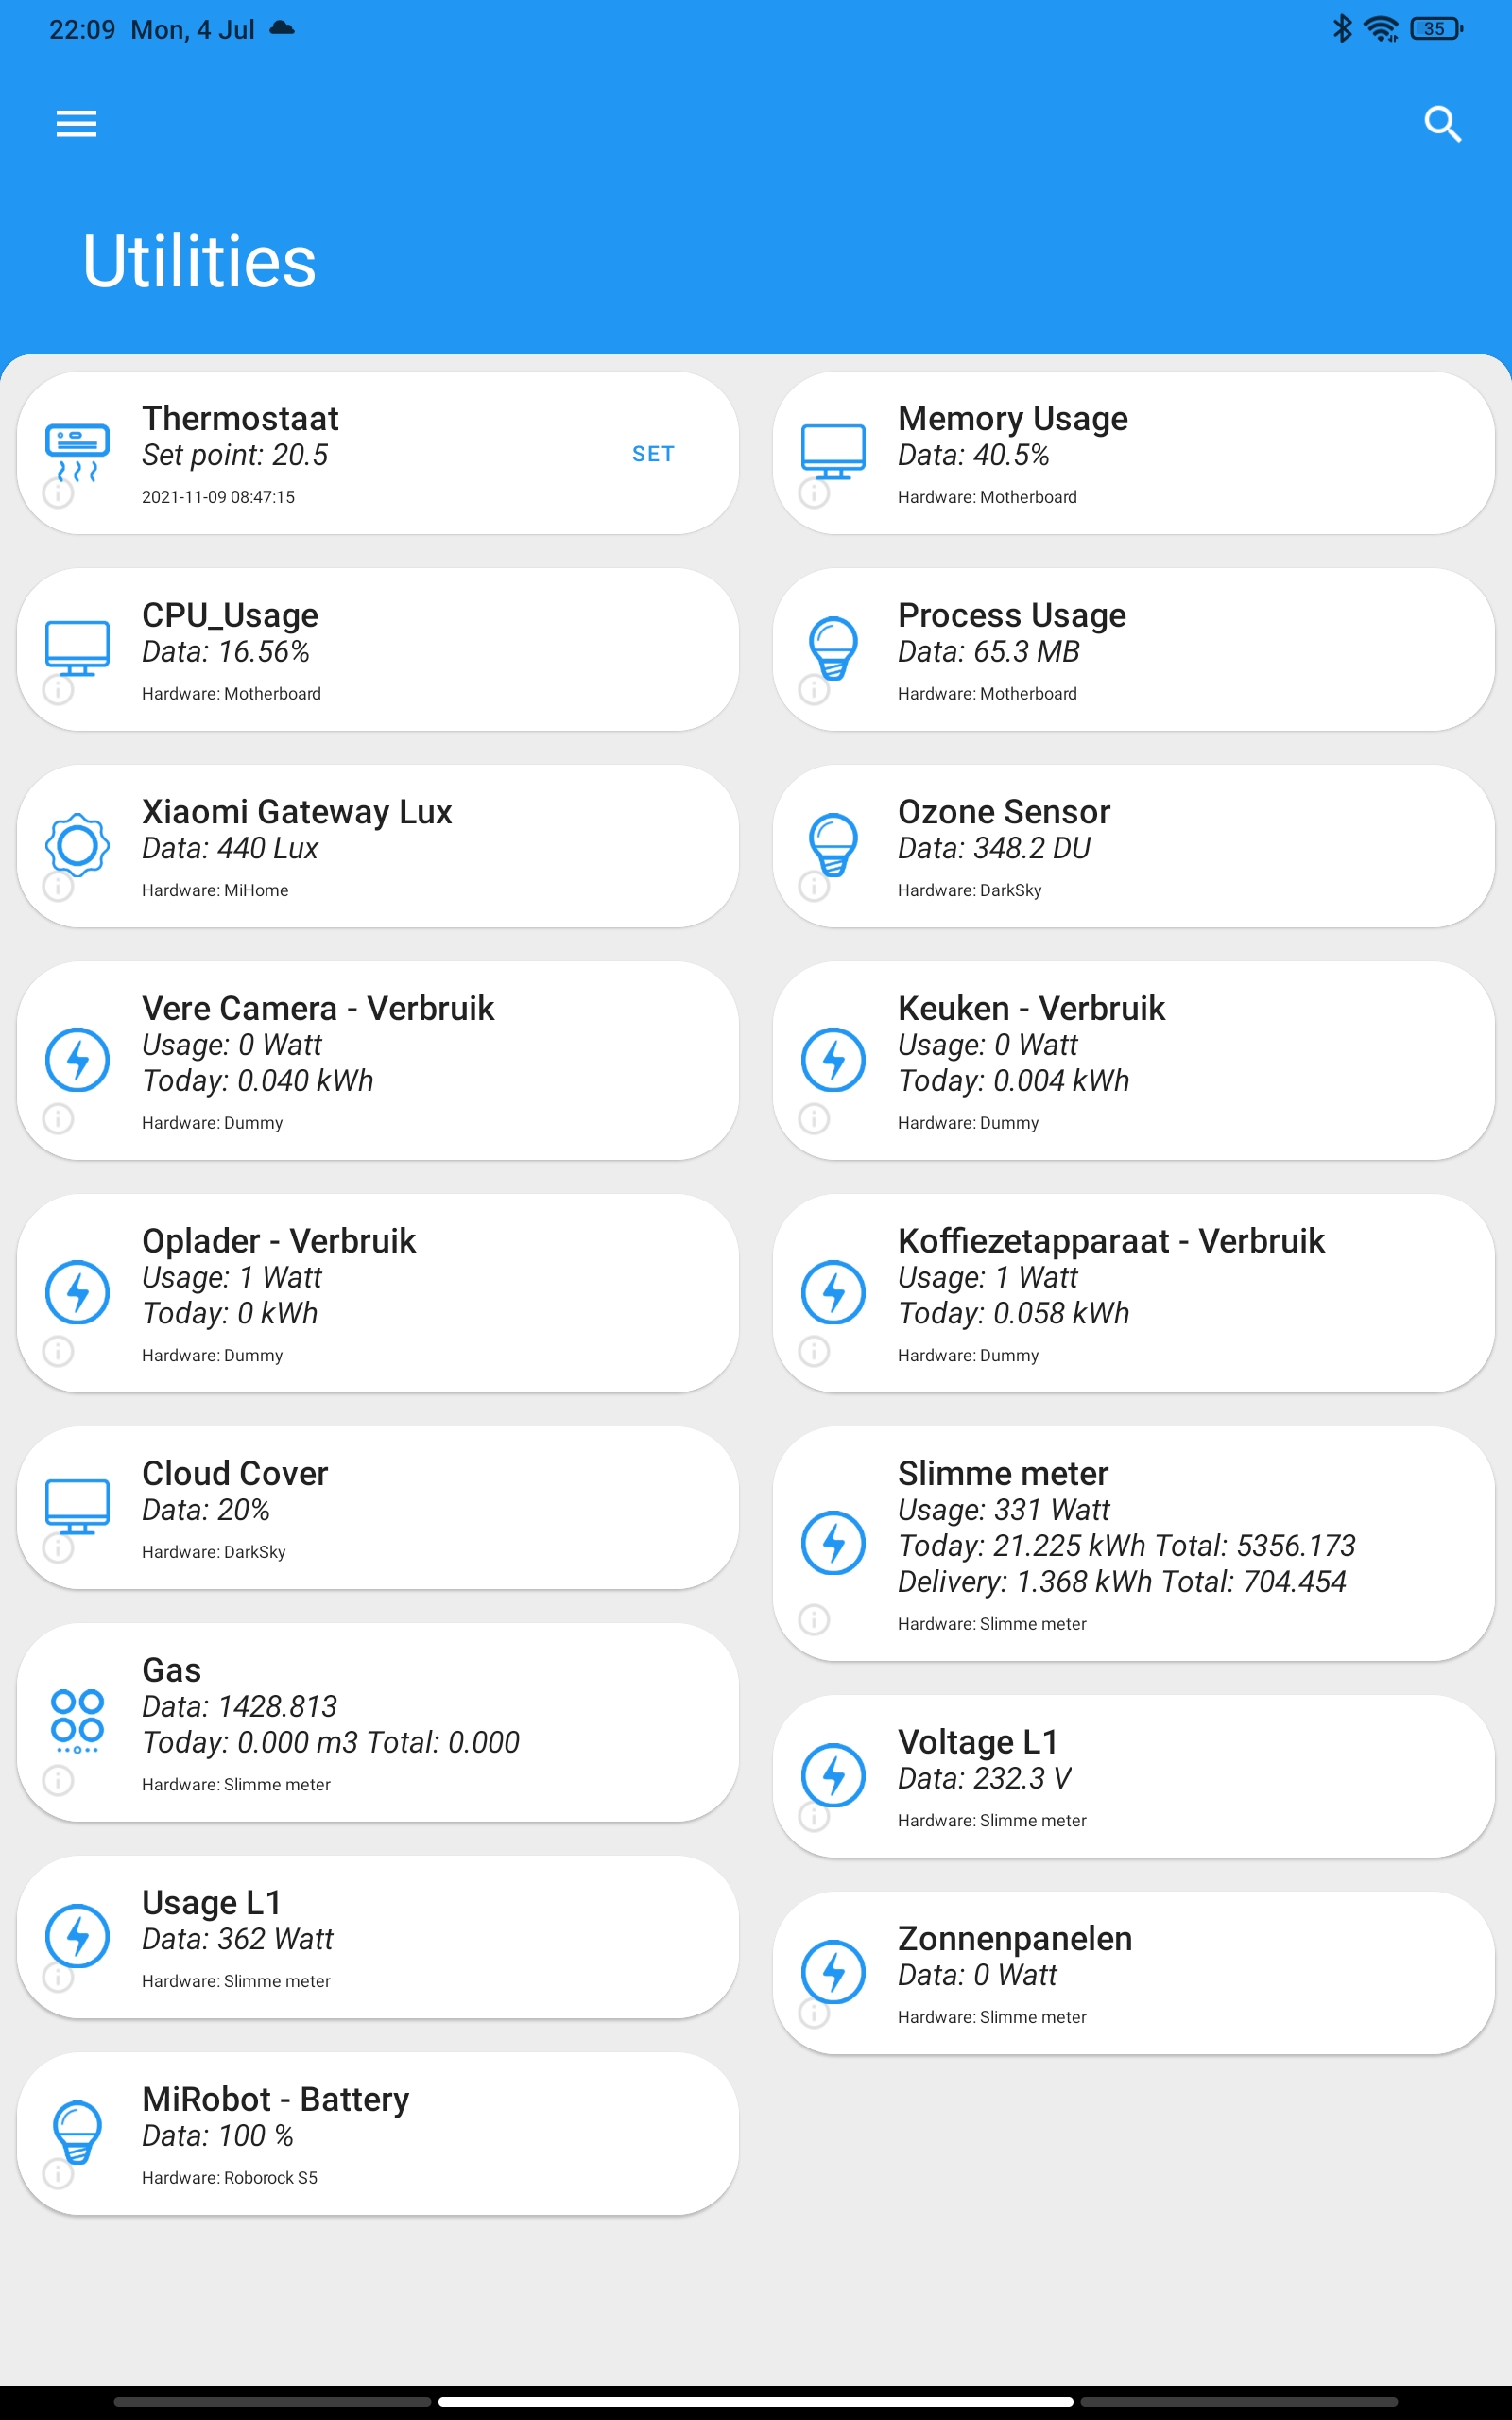 22:09 Mon, 4 Jul
35
Utilities
Thermostaat
Set point: 20.5
SET
2021-11-09 08:47:15
Memory Usage
Data: 40.5%
Hardware: Motherboard
CPU_Usage
Data: 16.56%
Hardware: Motherboard
Process Usage
Data: 65.3 MB
Hardware: Motherboard
Xiaomi Gateway Lux
Data: 440 Lux
Hardware: MiHome
Ozone Sensor
Data: 348.2 DU
Hardware: DarkSky
Vere Camera - Verbruik
Usage: 0 Watt
Today: 0.040 kWh
Hardware: Dummy
Keuken - Verbruik
Usage: 0 Watt
Today: 0.004 kWh
Hardware: Dummy
Oplader - Verbruik
Usage: 1 Watt
Today: 0 kWh
Hardware: Dummy
Koffiezetapparaat - Verbruik
Usage: 1 Watt
Today: 0.058 kWh
Hardware: Dummy
Cloud Cover
Data: 20%
Hardware: DarkSky
Slimme meter
Usage: 331 Watt
Today: 21.225 kWh Total: 5356.173
Delivery: 1.368 kWh Total: 704.454
Hardware: Slimme meter
Gas
Data: 1428.813
Today: 0.000 m3 Total: 0.000
Hardware: Slimme meter
Voltage L1
Data: 232.3 V
Hardware: Slimme meter
Usage L1
Data: 362 Watt
Hardware: Slimme meter
Zonnenpanelen
Data: 0 Watt
Hardware: Slimme meter
MiRobot - Battery
Data: 100 %
Hardware: Roborock S5